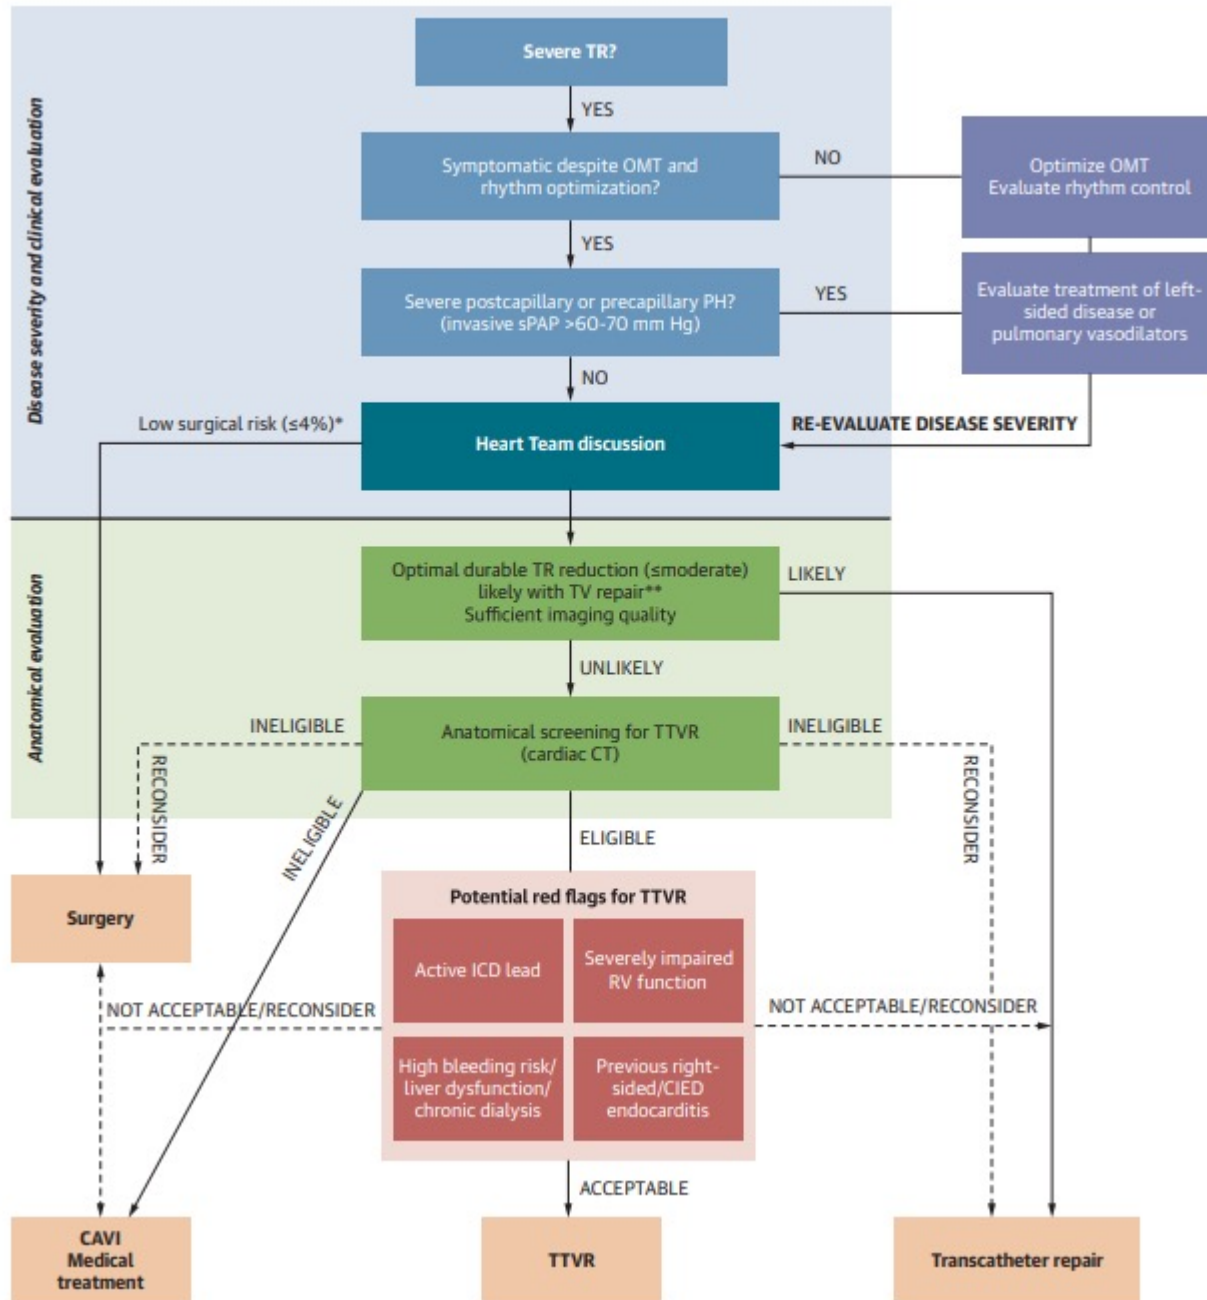 Severe TR?
YES
Disease severity and clinical evaluation
Symptomatic despite OMT and
rhythm optimization?
NO
Optimize OMT
Evaluate rhythm control
YES
Severe postcapillary or precapillary PH?
(invasive sPAP >60-70 mm Hg)
YES
Evaluate treatment of left-
sided disease or
pulmonary vasodilators
NO
Low surgical risk (≤4%)*
Heart Team discussion
RE-EVALUATE DISEASE SEVERITY
Anatomical evaluation
Optimal durable TR reduction (≤moderate)
likely with TV repair**
Sufficient imaging quality
LIKELY
UNLIKELY
INELIGIBLE
Anatomical screening for TTVR
(cardiac CT)
INELIGIBLE
RECONSIDER
RECONSIDER
INELIGIBLE
ELIGIBLE
Surgery
Potential red flags for TTVR
Active ICD lead
Severely impaired
RV function
NOT ACCEPTABLE/RECONSIDER
NOT ACCEPTABLE/RECONSIDER
High bleeding risk/
liver dysfunction/
chronic dialysis
Previous right-
sided/CIED
endocarditis
ACCEPTABLE
CAVI
Medical
treatment
TTVR
Transcatheter repair